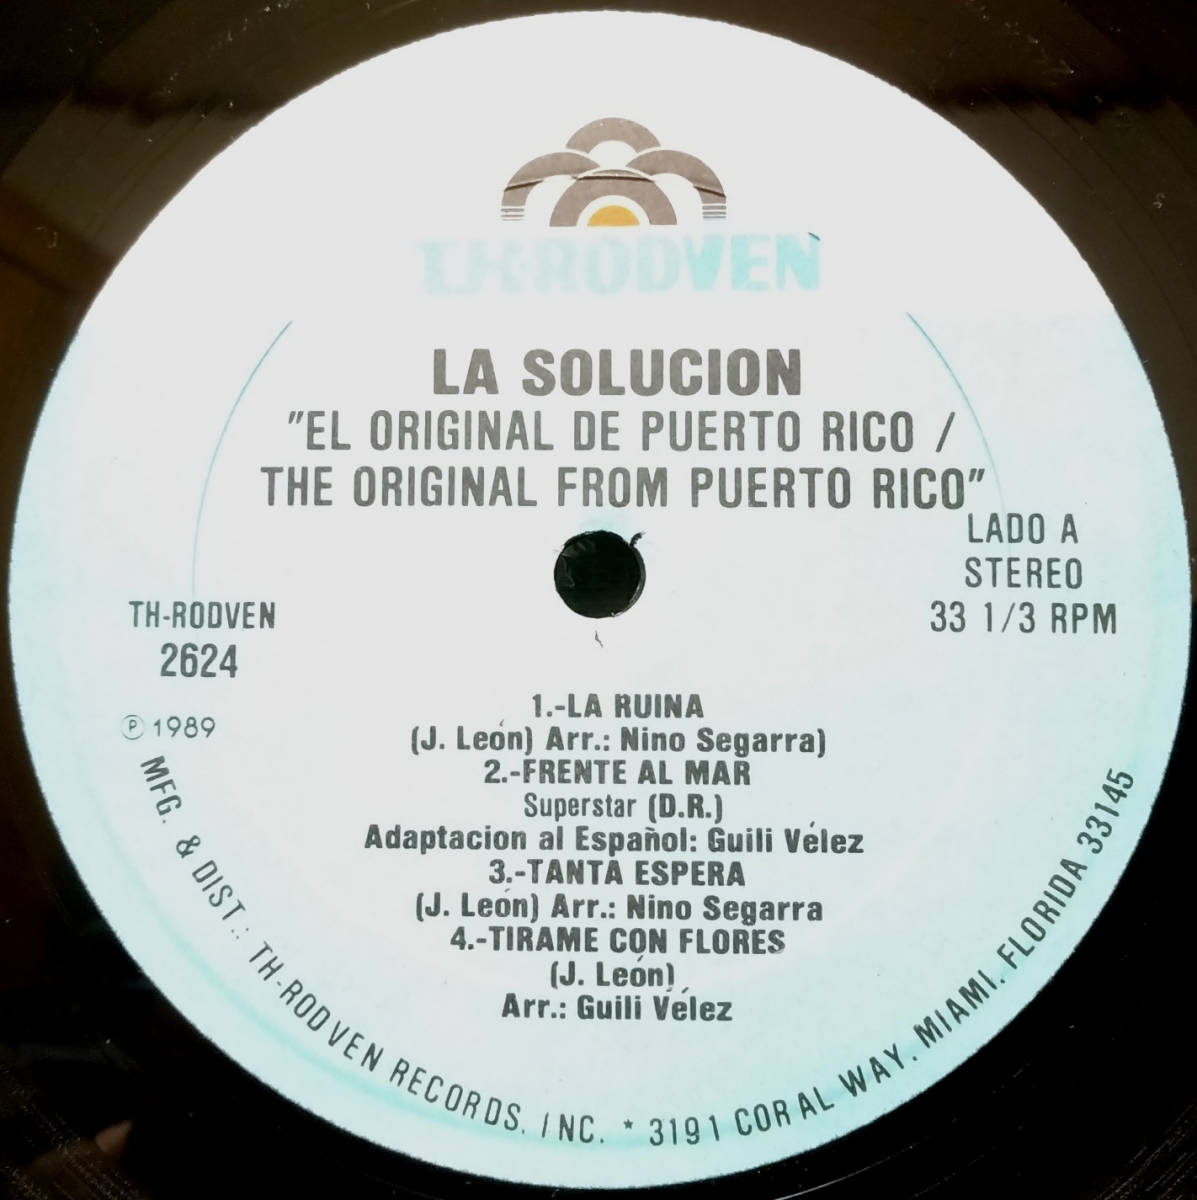 TH-RODVEN
LA SOLUCION
"EL ORIGINAL DE PUERTO RICO /
THE ORIGINAL FROM PUERTO RICO"
LADO A
STEREO
33 1/3 RPM
TH-RODVEN
2624
Ⓟ 1989
1.-LA RUINA
(J. León) Arr.: Nino Segarra)
2.-FRENTE AL MAR
Superstar (D.R.)
Adaptacion al Español: Guili Vélez
3.-TANTA ESPERA
(J. León) Arr.: Nino Segarra
4.-TIRAME CON FLORES
(J. León)
Arr.: Guili Vélez
MFG. & DIST.: TH-RODVEN RECORDS, INC. * 3191 CORAL WAY, MIAMI, FLORIDA 33145